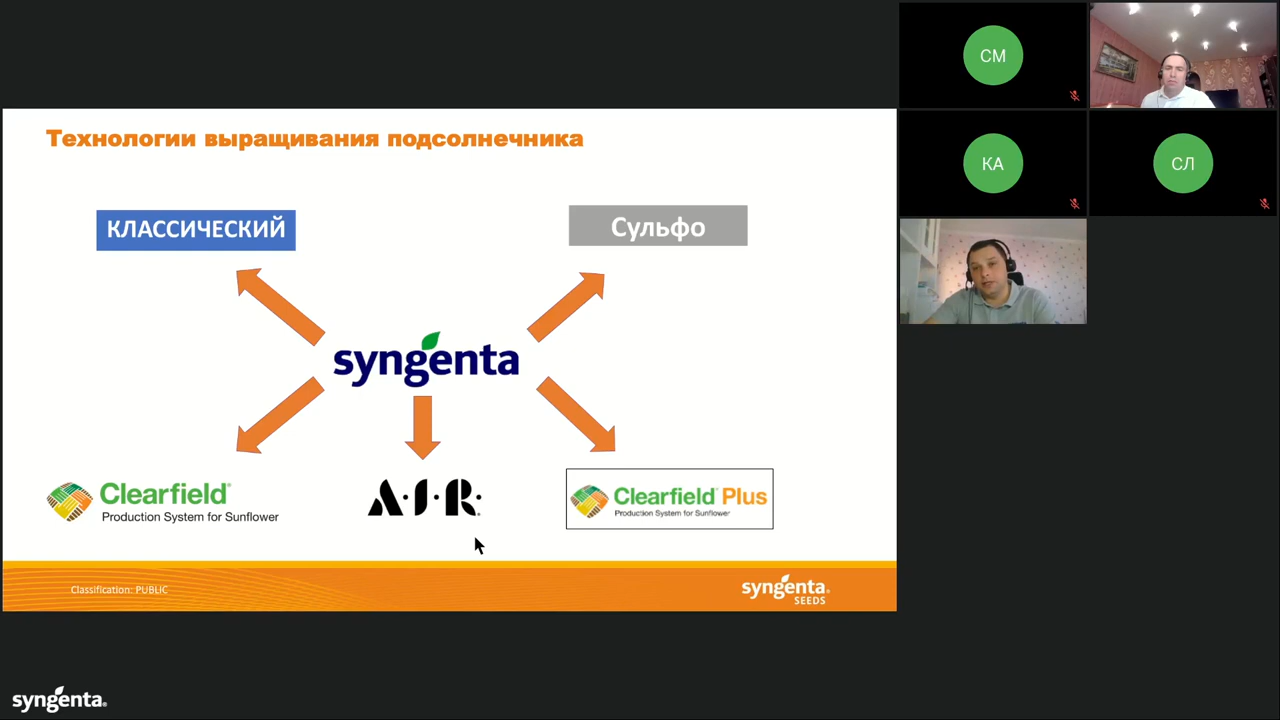 Технологии выращивания подсолнечника
КЛАССИЧЕСКИЙ
Сульфо
syngenta
Clearfield®
Production System for Sunflower
A·I·R·
Clearfield® Plus
Production System for Sunflower
Classification: PUBLIC
syngenta®
SEEDS
syngenta®
СМ
КА
СЛ